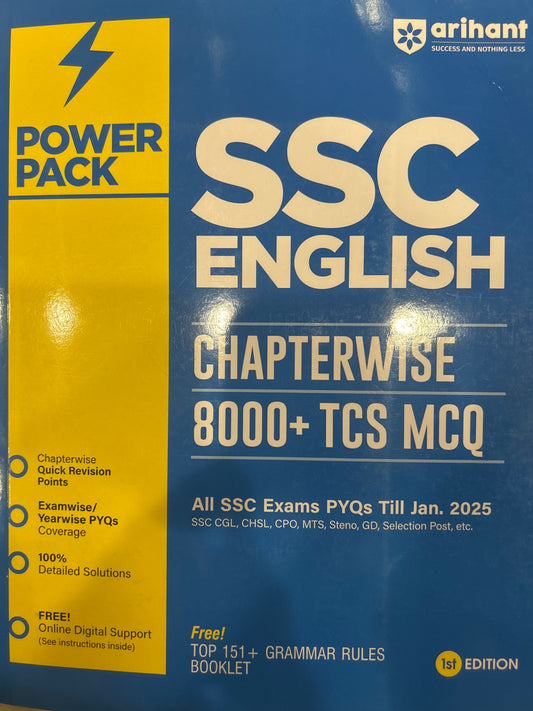 arihant
SUCCESS AND NOTHING LESS
POWER
PACK
SSC
ENGLISH
CHAPTERWISE
8000+ TCS MCQ
Chapterwise
Quick Revision
Points
Examwise/
Yearwise PYQs
Coverage
100%
Detailed Solutions
FREE!
Online Digital Support
(See instructions inside)
All SSC Exams PYQs Till Jan. 2025
SSC CGL, CHSL, CPO, MTS, Steno, GD, Selection Post, etc.
Free!
TOP 151+ GRAMMAR RULES
BOOKLET
1st EDITION